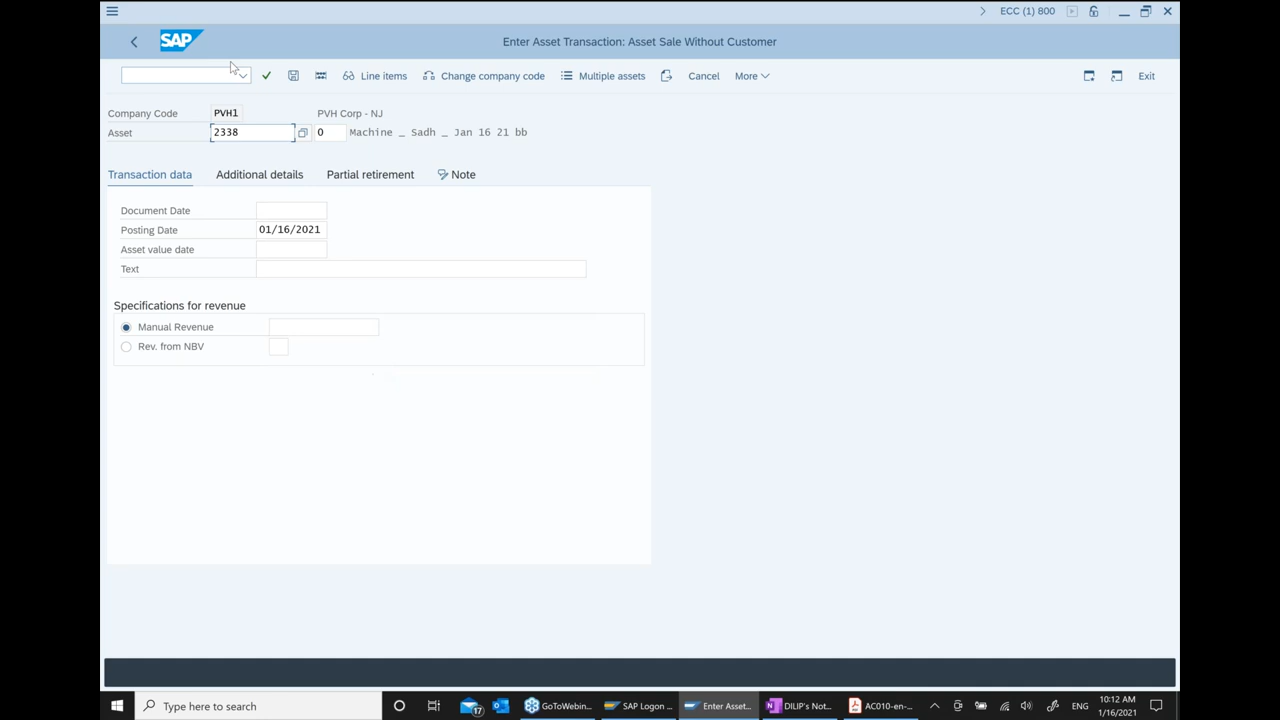 ECC (1) 800
SAP
Enter Asset Transaction: Asset Sale Without Customer
Line items
Change company code
Multiple assets
Cancel
More
Exit
Company Code PVH1 PVH Corp - NJ
Asset 2338 0 Machine _ Sadh _ Jan 16 21 bb
Transaction data Additional details Partial retirement Note
Document Date
Posting Date 01/16/2021
Asset value date
Text
Specifications for revenue
Manual Revenue
Rev. from NBV
Type here to search
17
GoToWebin...
SAP Logon ...
Enter Asset...
DILIP's Not...
AC010-en-...
ENG
10:12 AM
1/16/2021